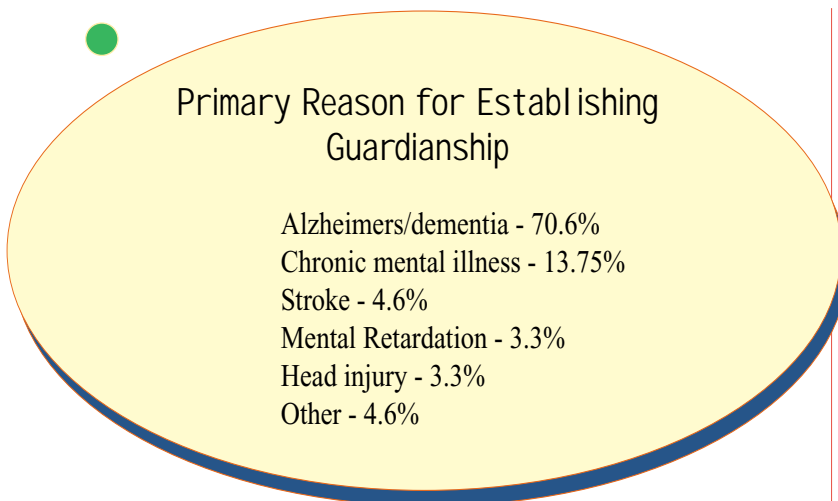 Primary Reason for Establishing
Guardianship
Alzheimers/dementia - 70.6%
Chronic mental illness - 13.75%
Stroke - 4.6%
Mental Retardation - 3.3%
Head injury - 3.3%
Other - 4.6%